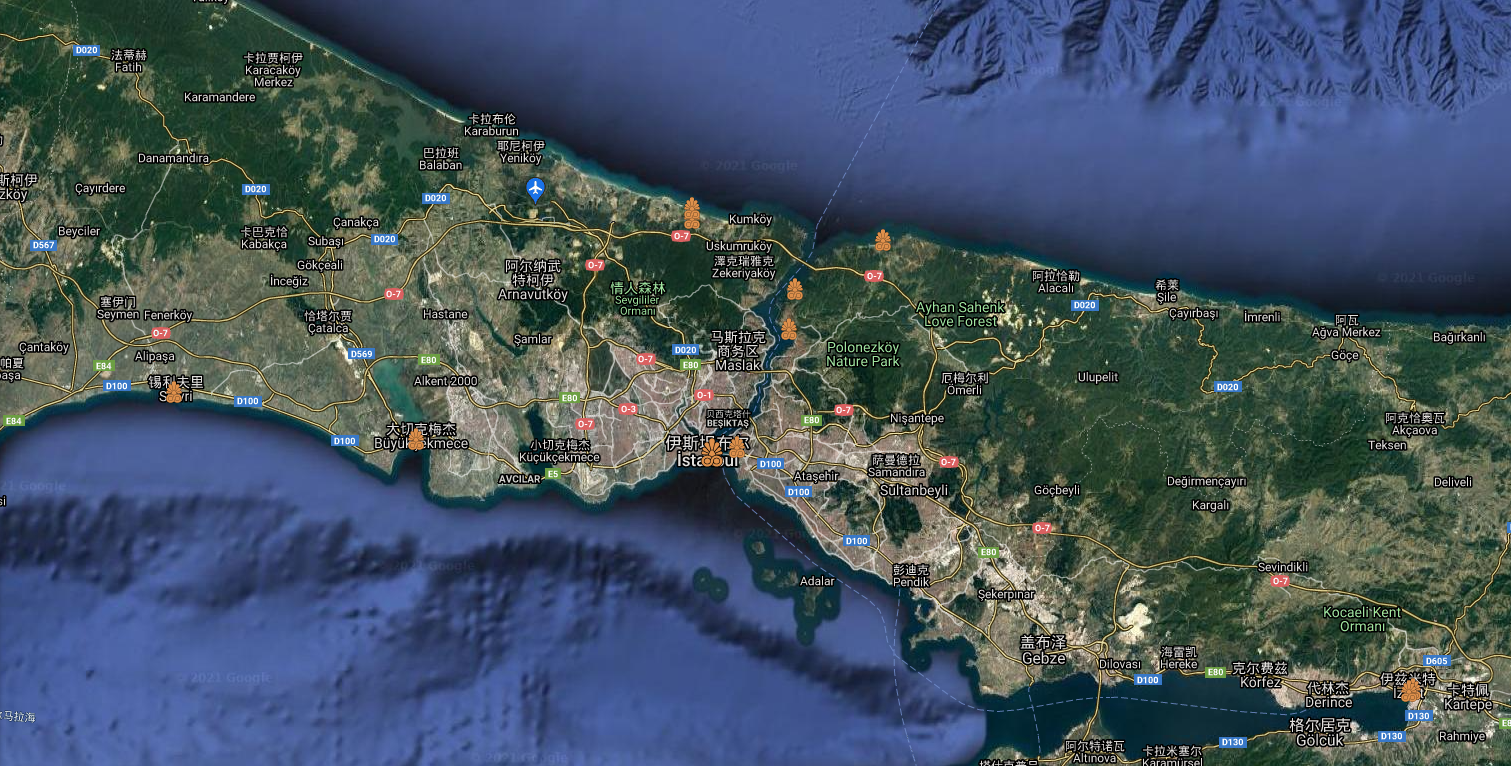 D020
法蒂赫
Fatih
卡拉贾柯伊
Karacaköy
Merkez
Karamandere
© 2021 Google
卡拉布伦
Karaburun
耶尼柯伊
Yeniköy
巴拉班
Balaban
Danamandıra
斯柯伊
zköy
Çayırdere
D020
D020
Çanakça
Beyciler
D567
卡巴克恰
Kabakça
Subaşı
D020
Gökçeali
İnceğiz
O-7
阿尔纳武
特柯伊
Arnavutköy
O-7
情人森林
Sevgililer
Ormanı
O-7
Kumköy
Uskumruköy
澤克瑞雅克
Zekeriyaköy
O-7
阿拉恰勒
Alacalı
D020
希莱
Şile
Çayırbaşı
İmrenli
© 2021 Google
阿瓦
Ağva Merkez
Göçe
Bağırkanlı
Ayhan Sahenk
Love Forest
Polonezköy
Nature Park
塞伊门
Seymen
Fenerköy
O-7
恰塔尔贾
Çatalca
Hastane
Şamlar
D569
E80
O-7
D020
E80
马斯拉克
商务区
Maslak
Çantaköy
帕夏
Alipaşa
E84
D100
锡利夫里
D100
Alkent 2000
E80
O-3
O-1
O-7
贝西克塔什
BEŞİKTAŞ
E80
O-7
厄梅尔利
Ömerli
Ulupelit
D020
Nişantepe
阿克恰奥瓦
Akçaova
Teksen
E84
D100
大切克梅杰
小切克梅杰
Küçükçekmece
AVCILAR
E5
D100
Ataşehir
D100
萨曼德拉
Samandıra
O-7
Sultanbeyli
Göçbeyli
Değirmençayırı
Kargalı
Deliveli
O-7
D100
E80
彭迪克
Pendik
Şekerpınar
Adalar
Sevindikli
O-7
Kocaeli Kent
Ormanı
盖布泽
Gebze
Dilovası
海雷凯
Hereke
D100
E80
克尔费兹
Körfez
代林杰
Derince
D605
卡特佩
Kartepe
D130
格尔居克
Gölcük
D130
Rahmiye
D130
阿尔特诺瓦
Altınova
卡拉米塞尔
Karamürsel
© 2021 Google